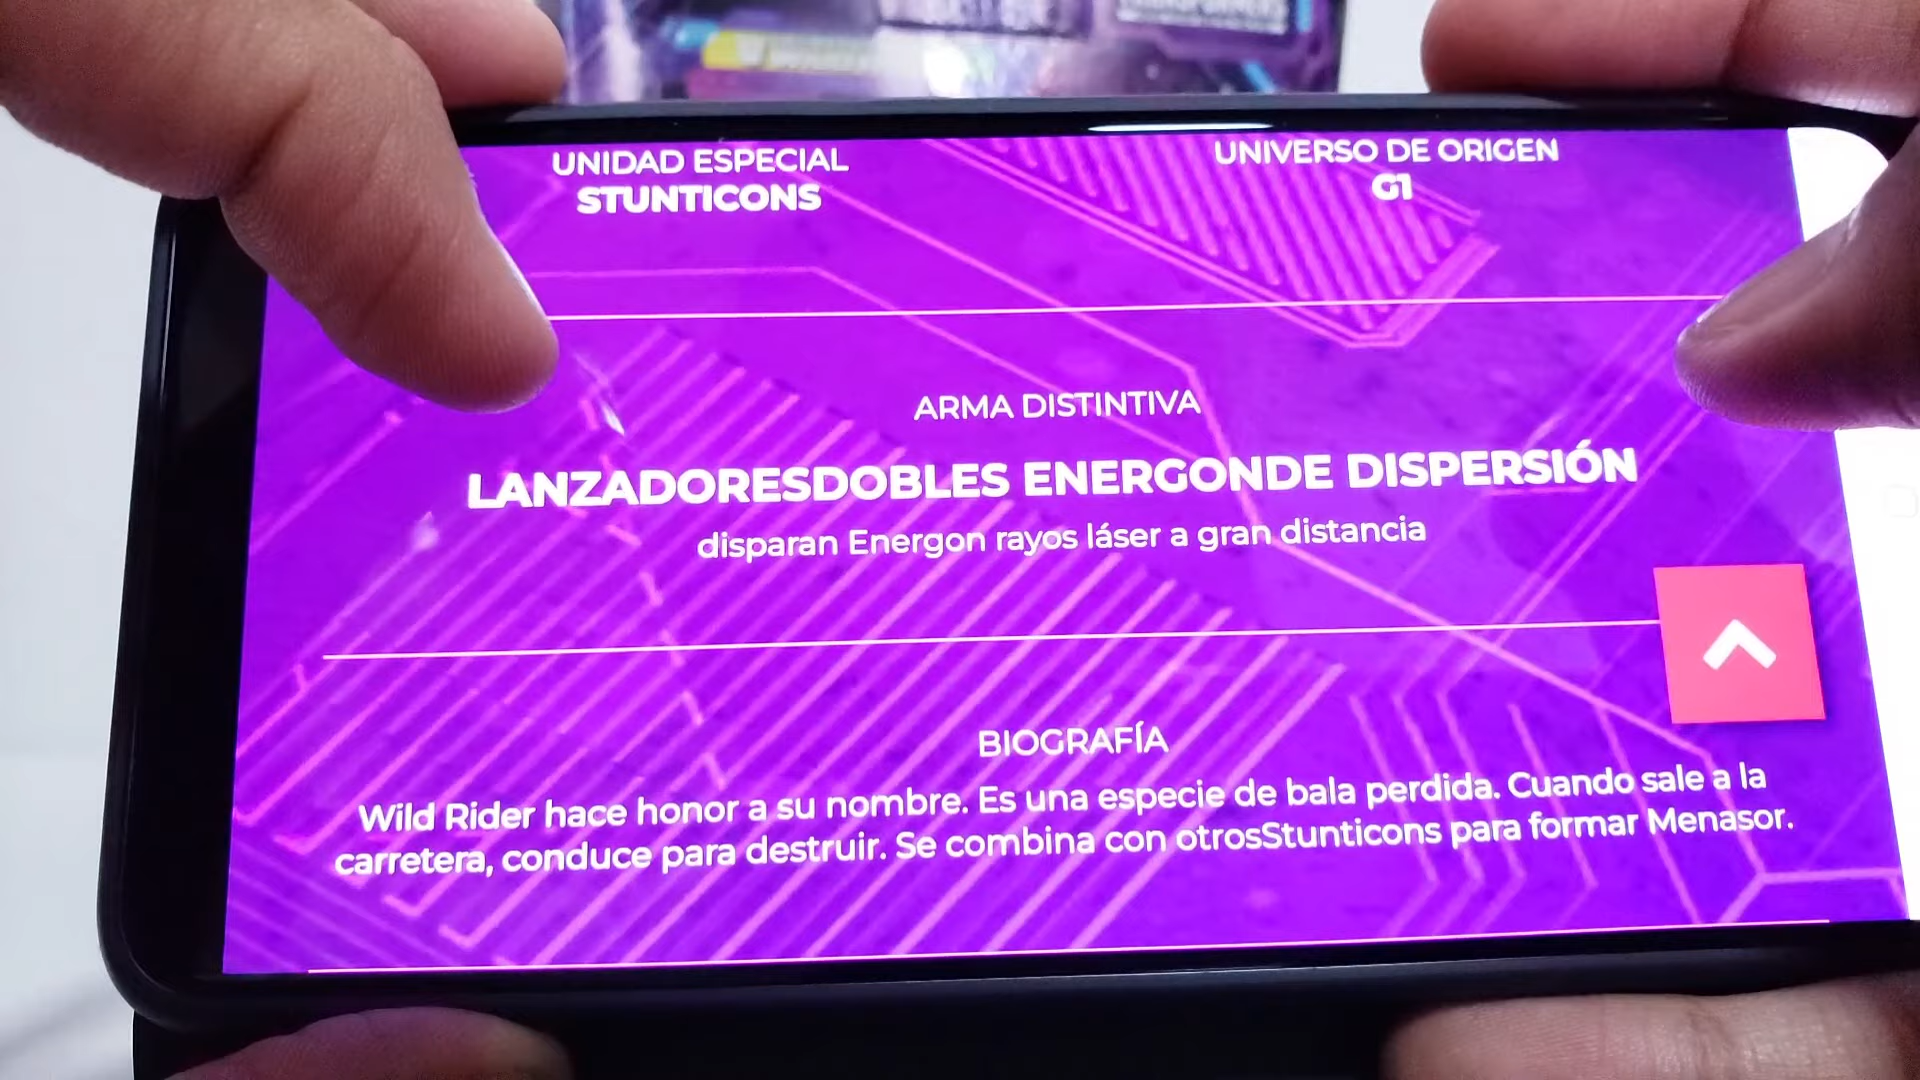 UNIDAD ESPECIAL
STUNTICONS
UNIVERSO DE ORIGEN
G1
ARMA DISTINTIVA
LANZADORESDOBLES ENERGONDE DISPERSIÓN
disparan Energon rayos láser a gran distancia
BIOGRAFÍA
Wild Rider hace honor a su nombre. Es una especie de bala perdida. Cuando sale a la
carretera, conduce para destruir. Se combina con otrosStunticons para formar Menasor.